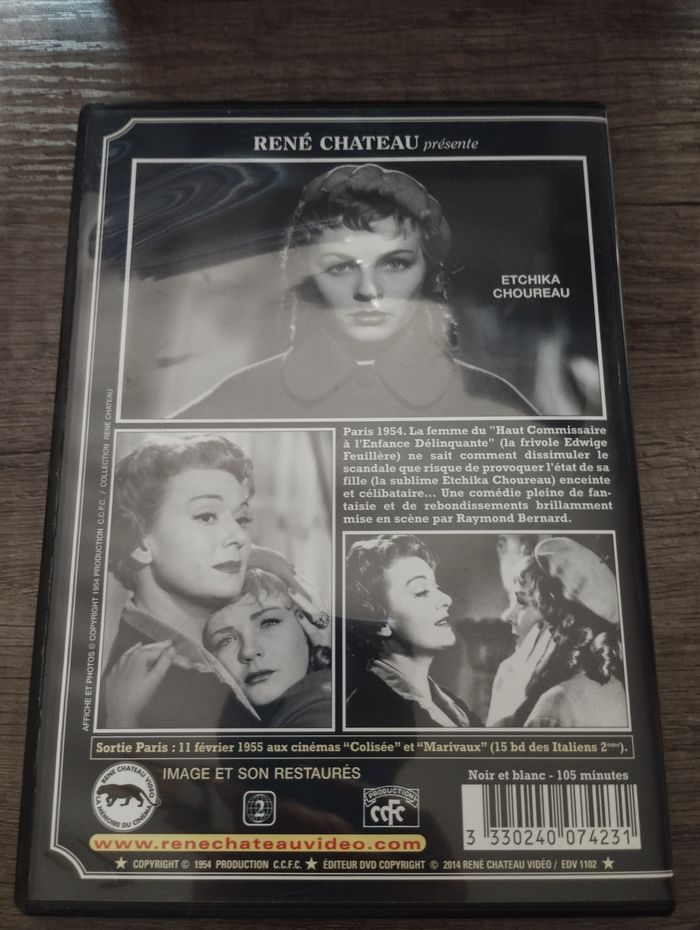 RENÉ CHATEAU présente
ETCHIKA
CHOUREAU
Paris 1954. La femme du "Haut Commissaire
à l'Enfance Délinquante" (la frivole Edwige
Feuillère) ne sait comment dissimuler le
scandale que risque de provoquer l'état de sa
fille (la sublime Etchika Choureau) enceinte
et célibataire... Une comédie pleine de fan-
taisie et de rebondissements brillamment
mise en scène par Raymond Bernard.
AFFICHE ET PHOTOS © COPYRIGHT 1954 PRODUCTION C.C.F.C. / COLLECTION RENÉ CHATEAU
Sortie Paris : 11 février 1955 aux cinémas "Colisée" et "Marivaux" (15 bd des Italiens 2ème).
RENÉ CHATEAU VIDÉO
LA MÉMOIRE DU CINÉMA
IMAGE ET SON RESTAURÉS
2
PRODUCTION
CCFC
Noir et blanc - 105 minutes
3 330240 074231
www.renechateauvideo.com
★ COPYRIGHT © 1954 PRODUCTION C.C.F.C. ★ ÉDITEUR DVD COPYRIGHT © 2014 RENÉ CHATEAU VIDÉO / EDV 1102 ★